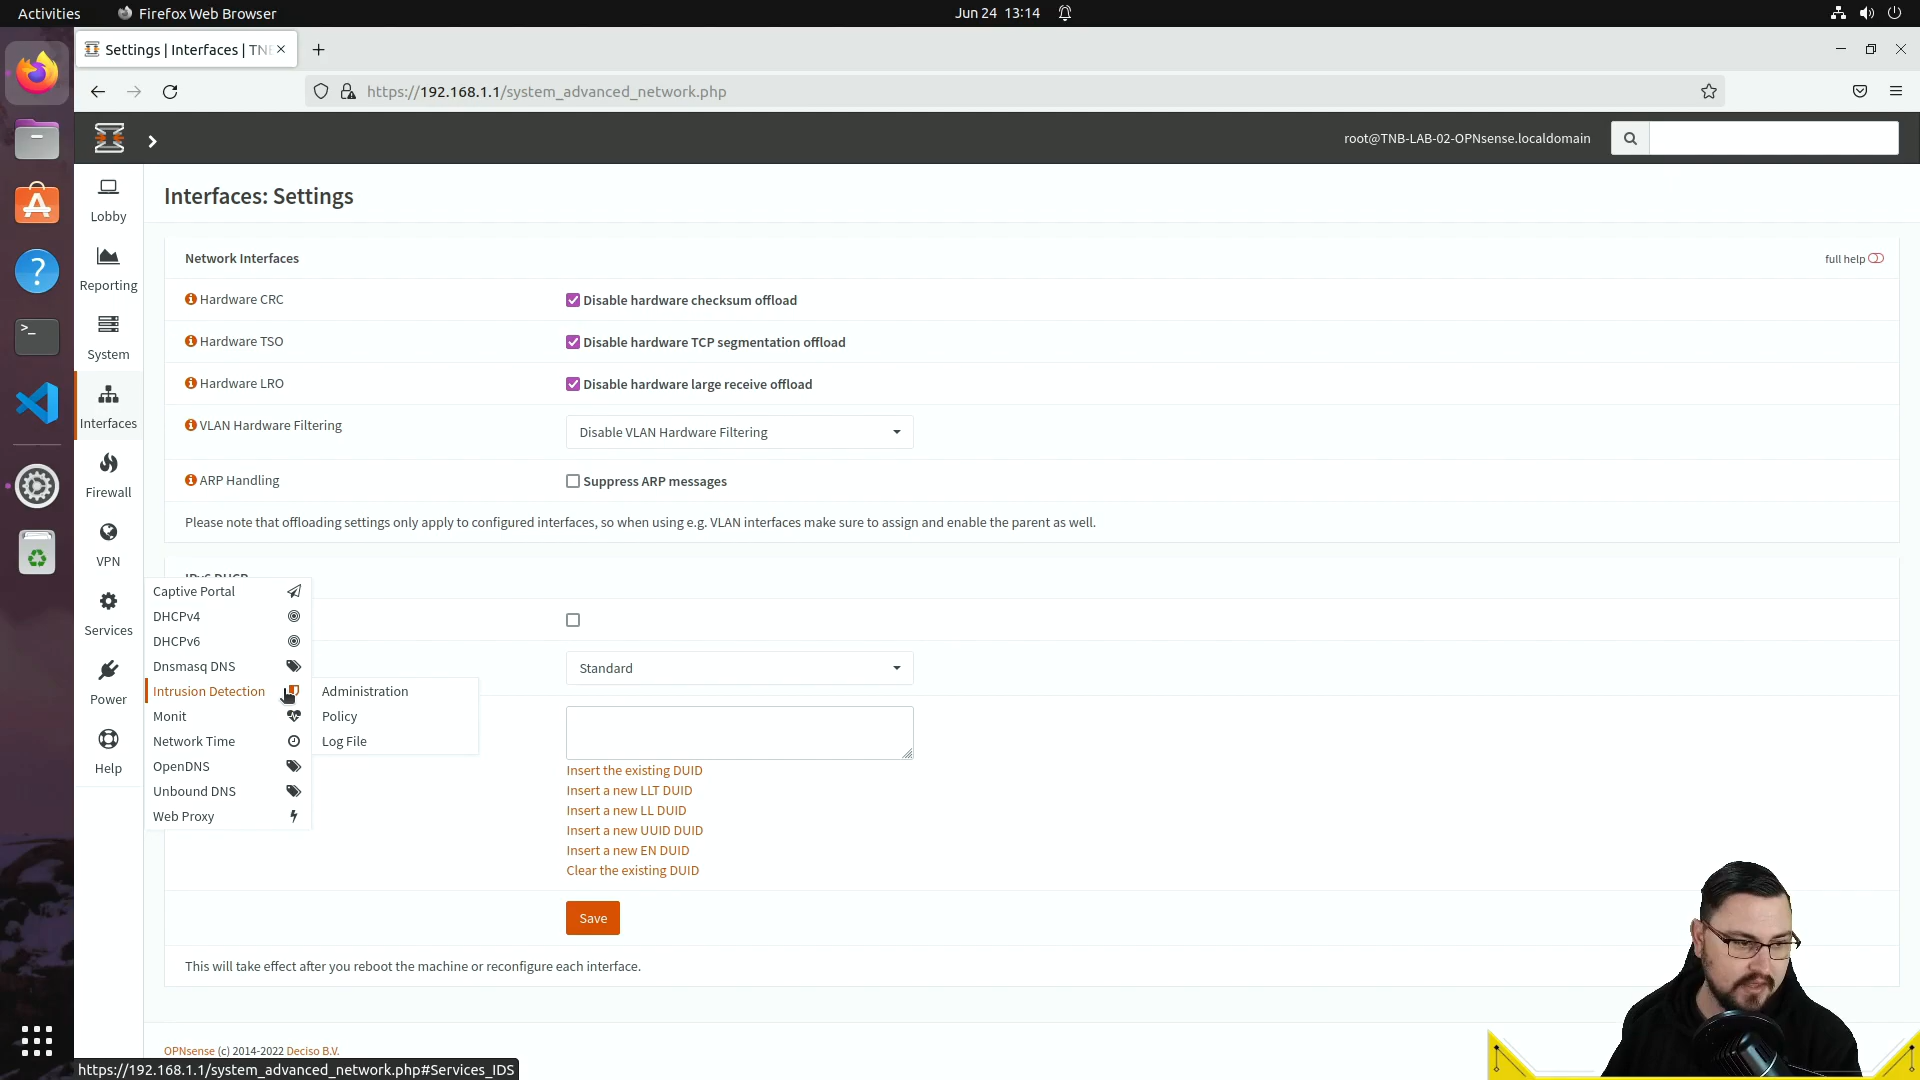 Activities
Firefox Web Browser
Jun 24 13:14
Settings | Interfaces | TN
https://192.168.1.1/system_advanced_network.php
root@TNB-LAB-02-OPNsense.localdomain
Lobby
Reporting
System
Interfaces
Firewall
VPN
Services
Power
Help
Interfaces: Settings
Network Interfaces
full help
Hardware CRC
Disable hardware checksum offload
Hardware TSO
Disable hardware TCP segmentation offload
Hardware LRO
Disable hardware large receive offload
VLAN Hardware Filtering
Disable VLAN Hardware Filtering
ARP Handling
Suppress ARP messages
Please note that offloading settings only apply to configured interfaces, so when using e.g. VLAN interfaces make sure to assign and enable the parent as well.
IPv6 DHCP
Captive Portal
DHCPv4
DHCPv6
Dnsmasq DNS
Intrusion Detection
Monit
Network Time
OpenDNS
Unbound DNS
Web Proxy
Administration
Policy
Log File
Standard
Insert the existing DUID
Insert a new LLT DUID
Insert a new LL DUID
Insert a new UUID DUID
Insert a new EN DUID
Clear the existing DUID
Save
This will take effect after you reboot the machine or reconfigure each interface.
OPNsense (c) 2014-2022 Deciso B.V.
https://192.168.1.1/system_advanced_network.php#Services_IDS